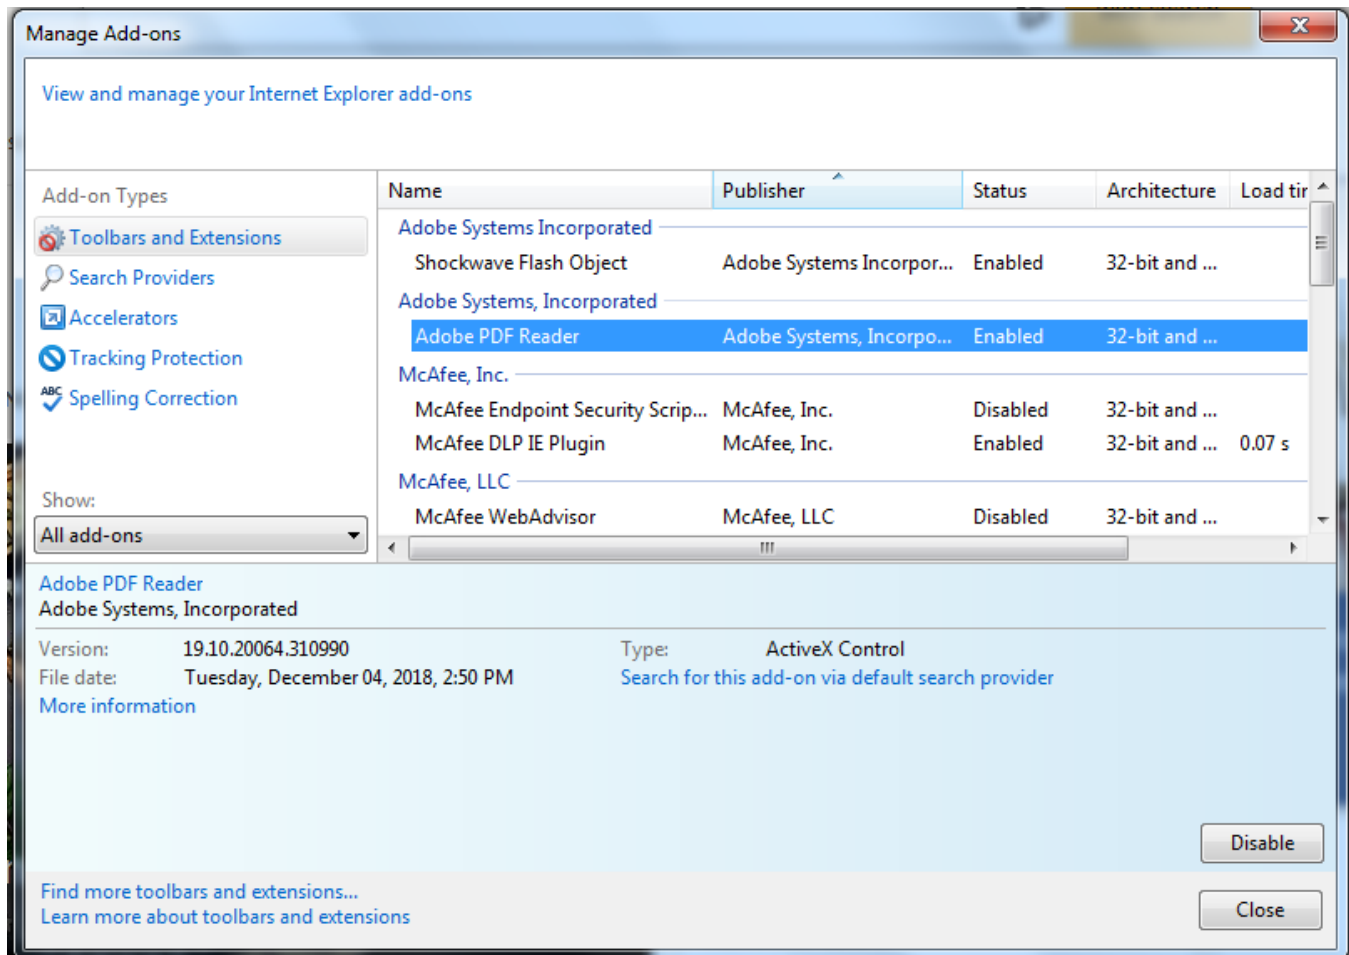 Manage Add-ons
View and manage your Internet Explorer add-ons
Add-on Types
Toolbars and Extensions
Search Providers
Accelerators
Tracking Protection
ABC Spelling Correction
Show:
All add-ons
Name Publisher Status Architecture Load tir
Adobe Systems Incorporated
Shockwave Flash Object Adobe Systems Incorpor... Enabled 32-bit and ...
Adobe Systems, Incorporated
Adobe PDF Reader Adobe Systems, Incorpo... Enabled 32-bit and ...
McAfee, Inc.
McAfee Endpoint Security Scrip... McAfee, Inc. Disabled 32-bit and ...
McAfee DLP IE Plugin McAfee, Inc. Enabled 32-bit and ... 0.07 s
McAfee, LLC
McAfee WebAdvisor McAfee, LLC Disabled 32-bit and ...
Adobe PDF Reader
Adobe Systems, Incorporated
Version: 19.10.20064.310990 Type: ActiveX Control
File date: Tuesday, December 04, 2018, 2:50 PM Search for this add-on via default search provider
More information
Disable
Find more toolbars and extensions...
Learn more about toolbars and extensions
Close